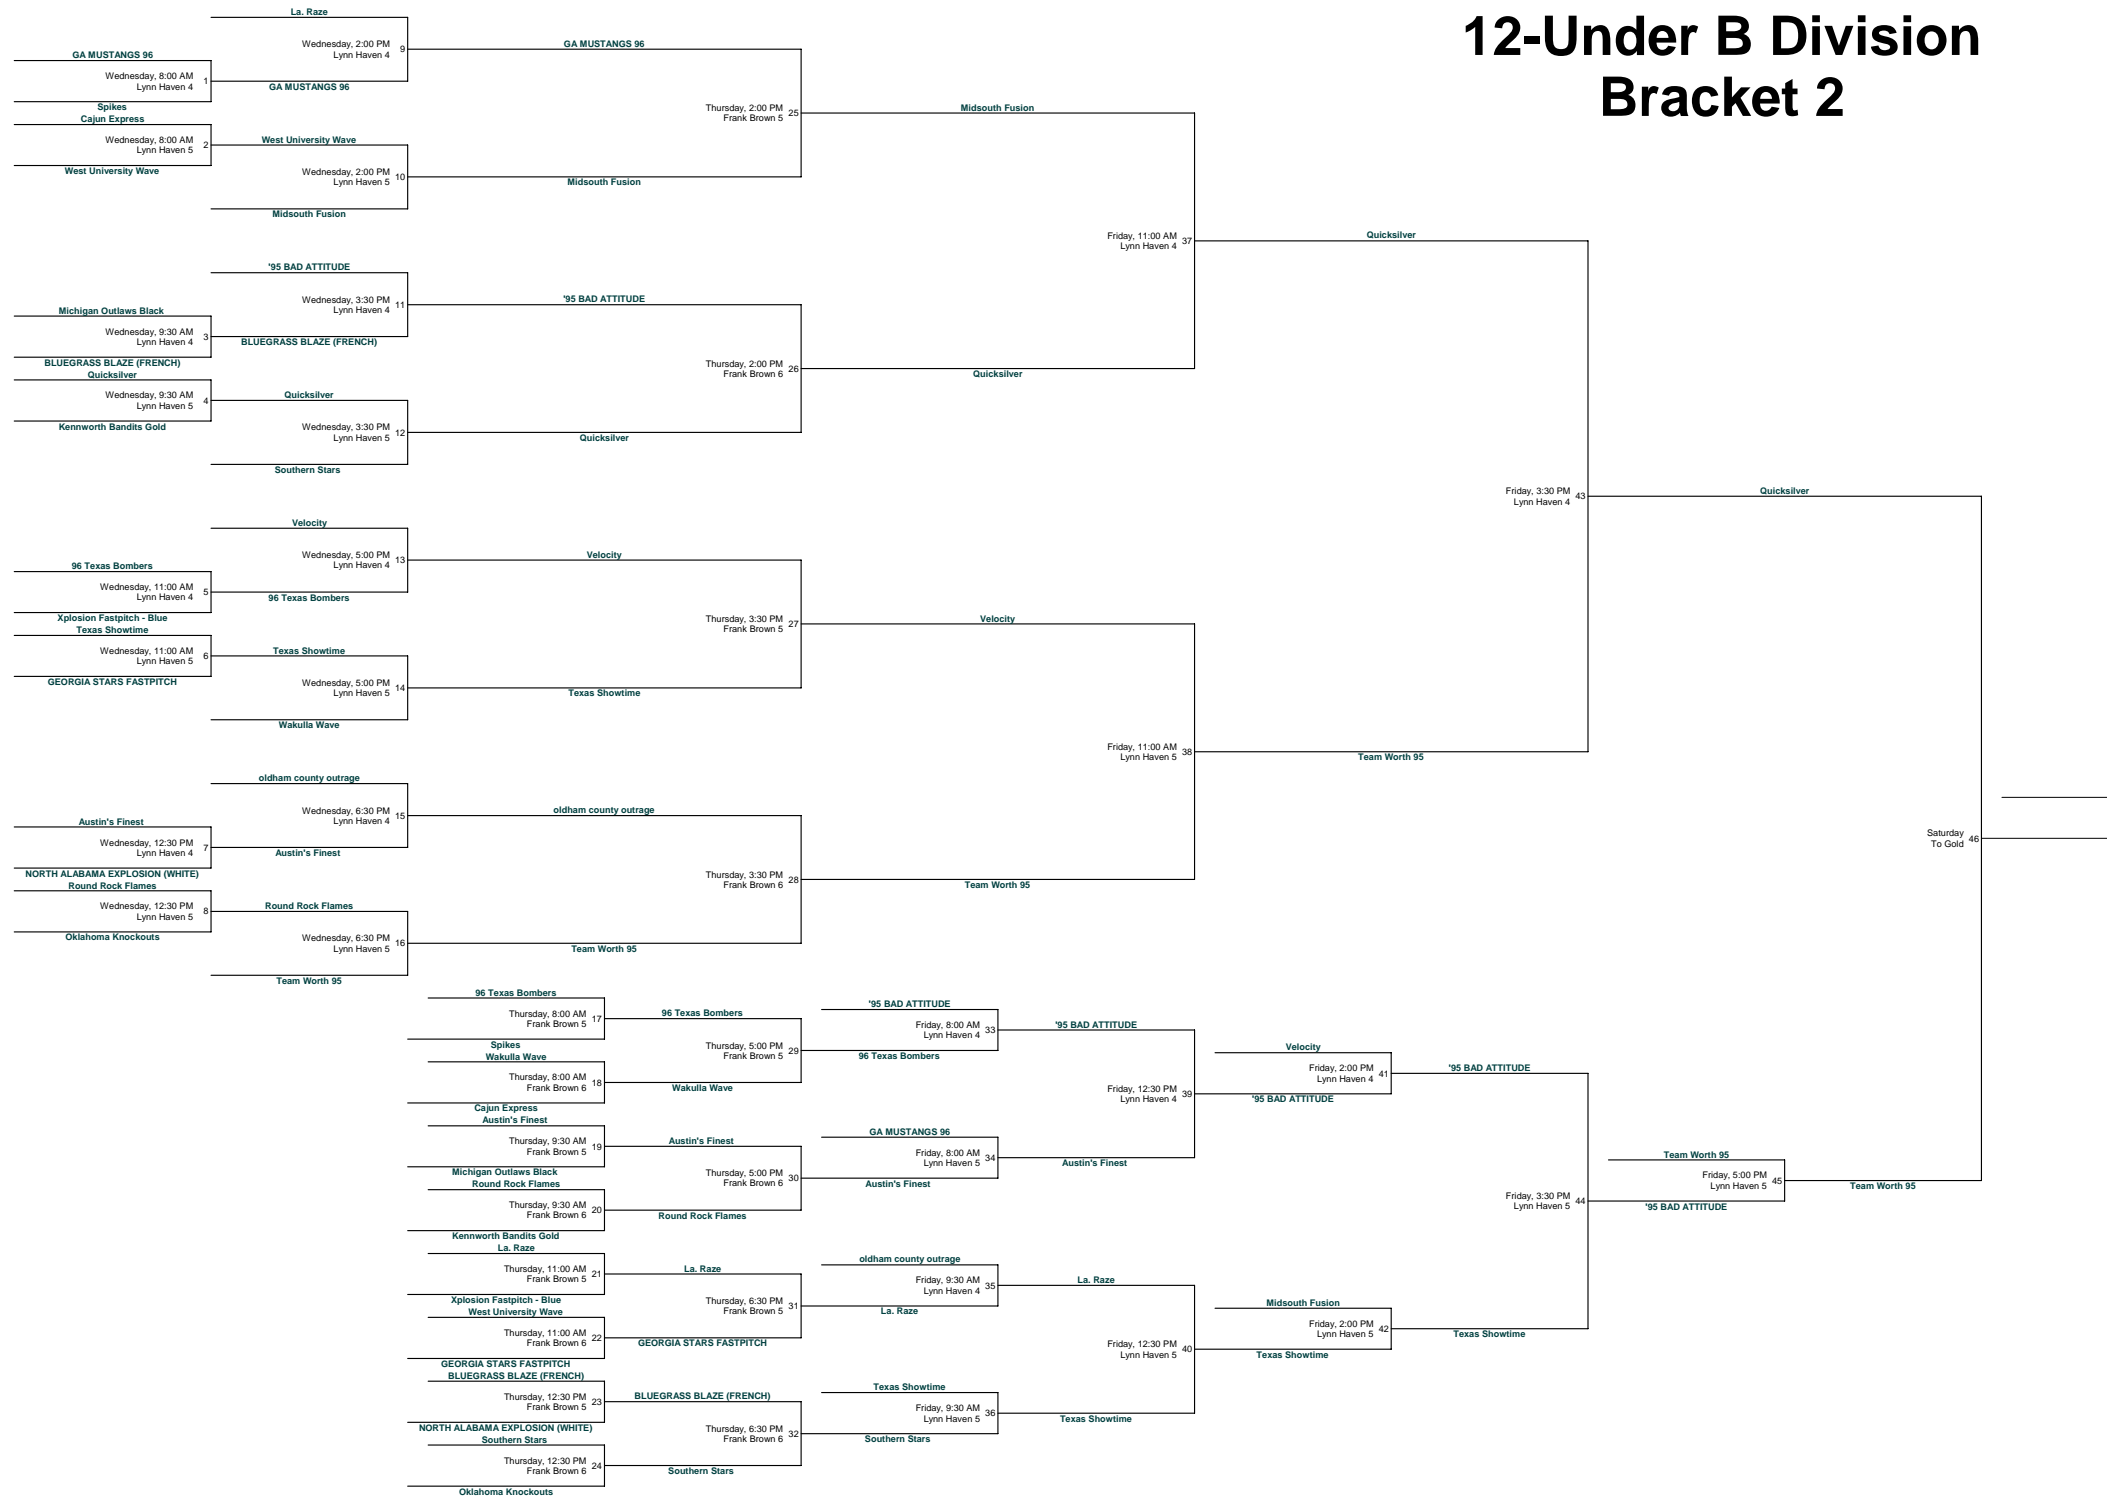 12-Under B Division
Bracket 2
La. Raze
Wednesday, 2:00 PM
Lynn Haven 4
9
GA MUSTANGS 96
GA MUSTANGS 96
Wednesday, 8:00 AM
Lynn Haven 4
1
GA MUSTANGS 96
Spikes
Cajun Express
Wednesday, 8:00 AM
Lynn Haven 5
2
West University Wave
West University Wave
Wednesday, 2:00 PM
Lynn Haven 5
10
Midsouth Fusion
Midsouth Fusion
Thursday, 2:00 PM
Frank Brown 5
25
Midsouth Fusion
'95 BAD ATTITUDE
Wednesday, 3:30 PM
Lynn Haven 4
11
'95 BAD ATTITUDE
Michigan Outlaws Black
Wednesday, 9:30 AM
Lynn Haven 4
3
BLUEGRASS BLAZE (FRENCH)
BLUEGRASS BLAZE (FRENCH)
Quicksilver
Wednesday, 9:30 AM
Lynn Haven 5
4
Quicksilver
Kennworth Bandits Gold
Wednesday, 3:30 PM
Lynn Haven 5
12
Quicksilver
Southern Stars
Thursday, 2:00 PM
Frank Brown 6
26
Quicksilver
Friday, 11:00 AM
Lynn Haven 4
37
Quicksilver
Velocity
Wednesday, 5:00 PM
Lynn Haven 4
13
Velocity
96 Texas Bombers
Wednesday, 11:00 AM
Lynn Haven 4
5
96 Texas Bombers
Xplosion Fastpitch - Blue
Texas Showtime
Wednesday, 11:00 AM
Lynn Haven 5
6
Texas Showtime
GEORGIA STARS FASTPITCH
Wednesday, 5:00 PM
Lynn Haven 5
14
Texas Showtime
Wakulla Wave
Thursday, 3:30 PM
Frank Brown 5
27
Velocity
oldham county outrage
Wednesday, 6:30 PM
Lynn Haven 4
15
oldham county outrage
Austin's Finest
Wednesday, 12:30 PM
Lynn Haven 4
7
Austin's Finest
NORTH ALABAMA EXPLOSION (WHITE)
Round Rock Flames
Wednesday, 12:30 PM
Lynn Haven 5
8
Round Rock Flames
Oklahoma Knockouts
Wednesday, 6:30 PM
Lynn Haven 5
16
Team Worth 95
Team Worth 95
Thursday, 3:30 PM
Frank Brown 6
28
Team Worth 95
Friday, 11:00 AM
Lynn Haven 5
38
Team Worth 95
Friday, 3:30 PM
Lynn Haven 4
43
Quicksilver
Saturday
To Gold
46
96 Texas Bombers
Thursday, 8:00 AM
Frank Brown 5
17
96 Texas Bombers
Spikes
Wakulla Wave
Thursday, 8:00 AM
Frank Brown 6
18
Wakulla Wave
Cajun Express
Thursday, 5:00 PM
Frank Brown 5
29
96 Texas Bombers
'95 BAD ATTITUDE
Friday, 8:00 AM
Lynn Haven 4
33
'95 BAD ATTITUDE
Austin's Finest
Thursday, 9:30 AM
Frank Brown 5
19
Austin's Finest
Michigan Outlaws Black
Round Rock Flames
Thursday, 9:30 AM
Frank Brown 6
20
Round Rock Flames
Kennworth Bandits Gold
Thursday, 5:00 PM
Frank Brown 6
30
Austin's Finest
GA MUSTANGS 96
Friday, 8:00 AM
Lynn Haven 5
34
Austin's Finest
Friday, 12:30 PM
Lynn Haven 4
39
'95 BAD ATTITUDE
Velocity
Friday, 2:00 PM
Lynn Haven 4
41
'95 BAD ATTITUDE
La. Raze
Thursday, 11:00 AM
Frank Brown 5
21
La. Raze
Xplosion Fastpitch - Blue
West University Wave
Thursday, 11:00 AM
Frank Brown 6
22
GEORGIA STARS FASTPITCH
GEORGIA STARS FASTPITCH
Thursday, 6:30 PM
Frank Brown 5
31
La. Raze
oldham county outrage
Friday, 9:30 AM
Lynn Haven 4
35
La. Raze
BLUEGRASS BLAZE (FRENCH)
Thursday, 12:30 PM
Frank Brown 5
23
BLUEGRASS BLAZE (FRENCH)
NORTH ALABAMA EXPLOSION (WHITE)
Southern Stars
Thursday, 12:30 PM
Frank Brown 6
24
Southern Stars
Oklahoma Knockouts
Thursday, 6:30 PM
Frank Brown 6
32
Southern Stars
Texas Showtime
Friday, 9:30 AM
Lynn Haven 5
36
Texas Showtime
Friday, 12:30 PM
Lynn Haven 5
40
Texas Showtime
Midsouth Fusion
Friday, 2:00 PM
Lynn Haven 5
42
Texas Showtime
Friday, 3:30 PM
Lynn Haven 5
44
'95 BAD ATTITUDE
Team Worth 95
Friday, 5:00 PM
Lynn Haven 5
45
Team Worth 95